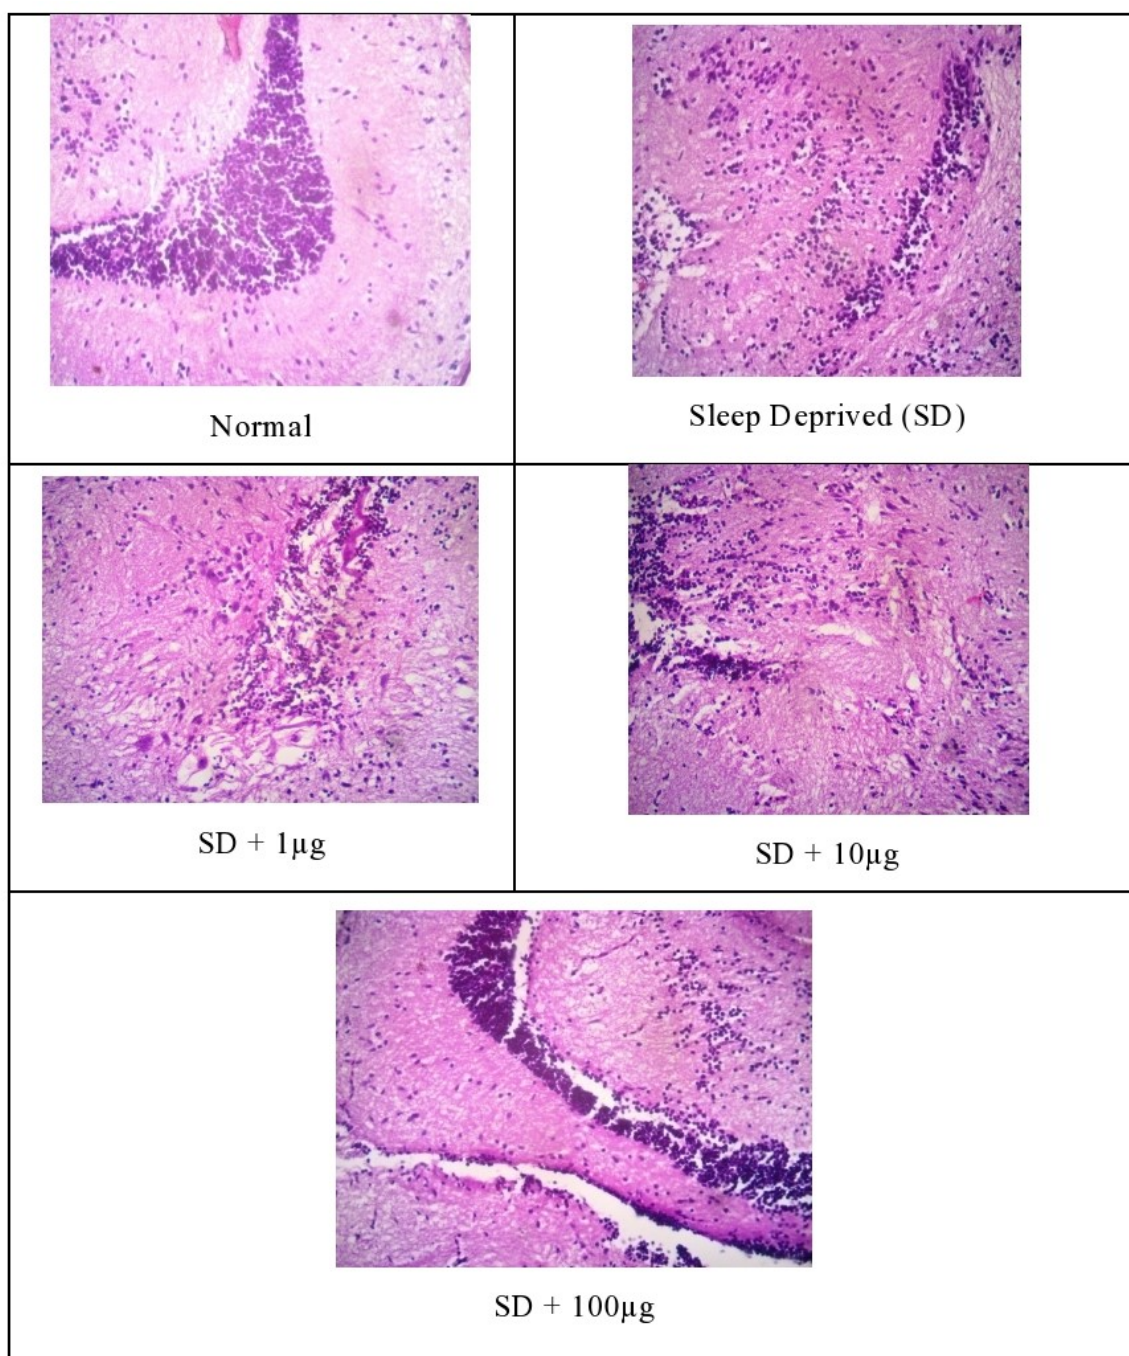 Normal
Sleep Deprived (SD)
SD + 1µg
SD + 10µg
SD + 100µg